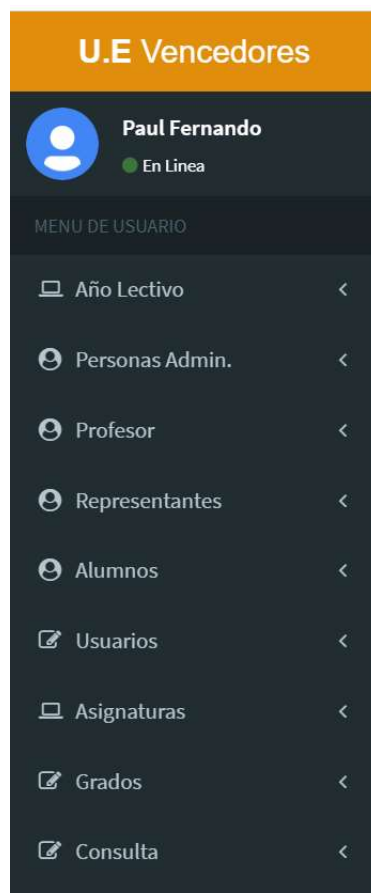 U.E Vencedores
Paul Fernando
En Linea
MENU DE USUARIO
Año Lectivo
Personas Admin.
Profesor
Representantes
Alumnos
Usuarios
Asignaturas
Grados
Consulta